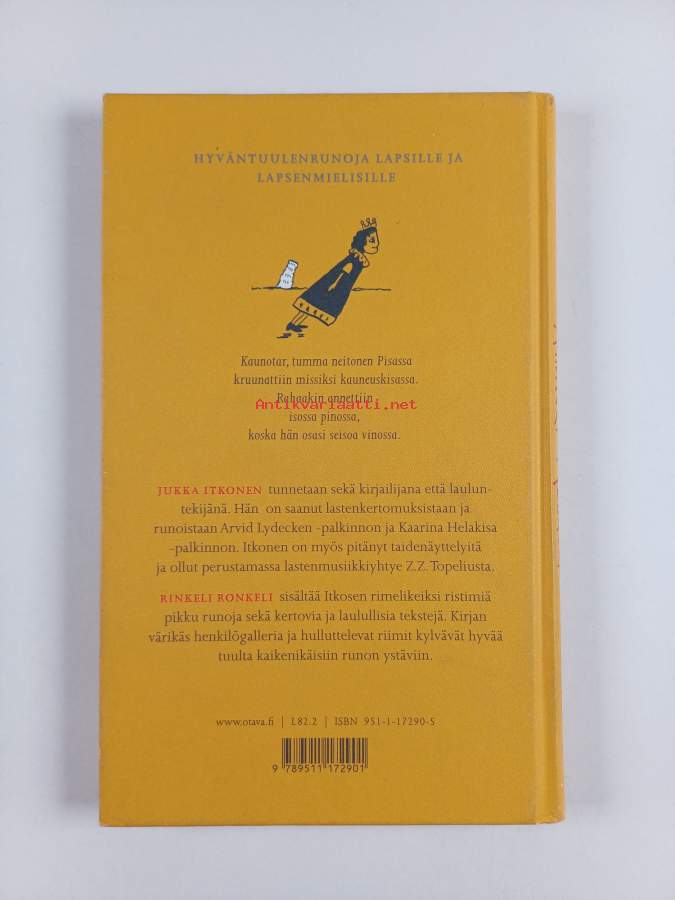 HYVÄNTUULENRUNOJA LAPSILLE JA
LAPSENMIELISILLE
Kaunotar, tumma neitonen Pisassa
kruunattiin missiksi kauneuskisassa.
Rahaakin annettiin
Antikvariaatti.net
isossa pinossa,
koska hän osasi seisoa vinossa.
JUKKA ITKONEN tunnetaan sekä kirjailijana että laulun-
tekijänä. Hän on saanut lastenkertomuksistaan ja
runoistaan Arvid Lydecken -palkinnon ja Kaarina Helakisa
-palkinnon. Itkonen on myös pitänyt taidenäyttelyitä
ja ollut perustamassa lastenmusiikkiyhtye Z.Z. Topeliusta.
RINKELI RONKELI sisältää Itkosen rimelikeiksi ristimiä
pikku runoja sekä kertovia ja laulullisia tekstejä. Kirjan
värikäs henkilögalleria ja hulluttelevat riimit kylvävät hyvää
tuulta kaikenikäisiin runon ystäviin.
www.otava.fi | L82.2 | ISBN 951-1-17290-5
9 789511 172901